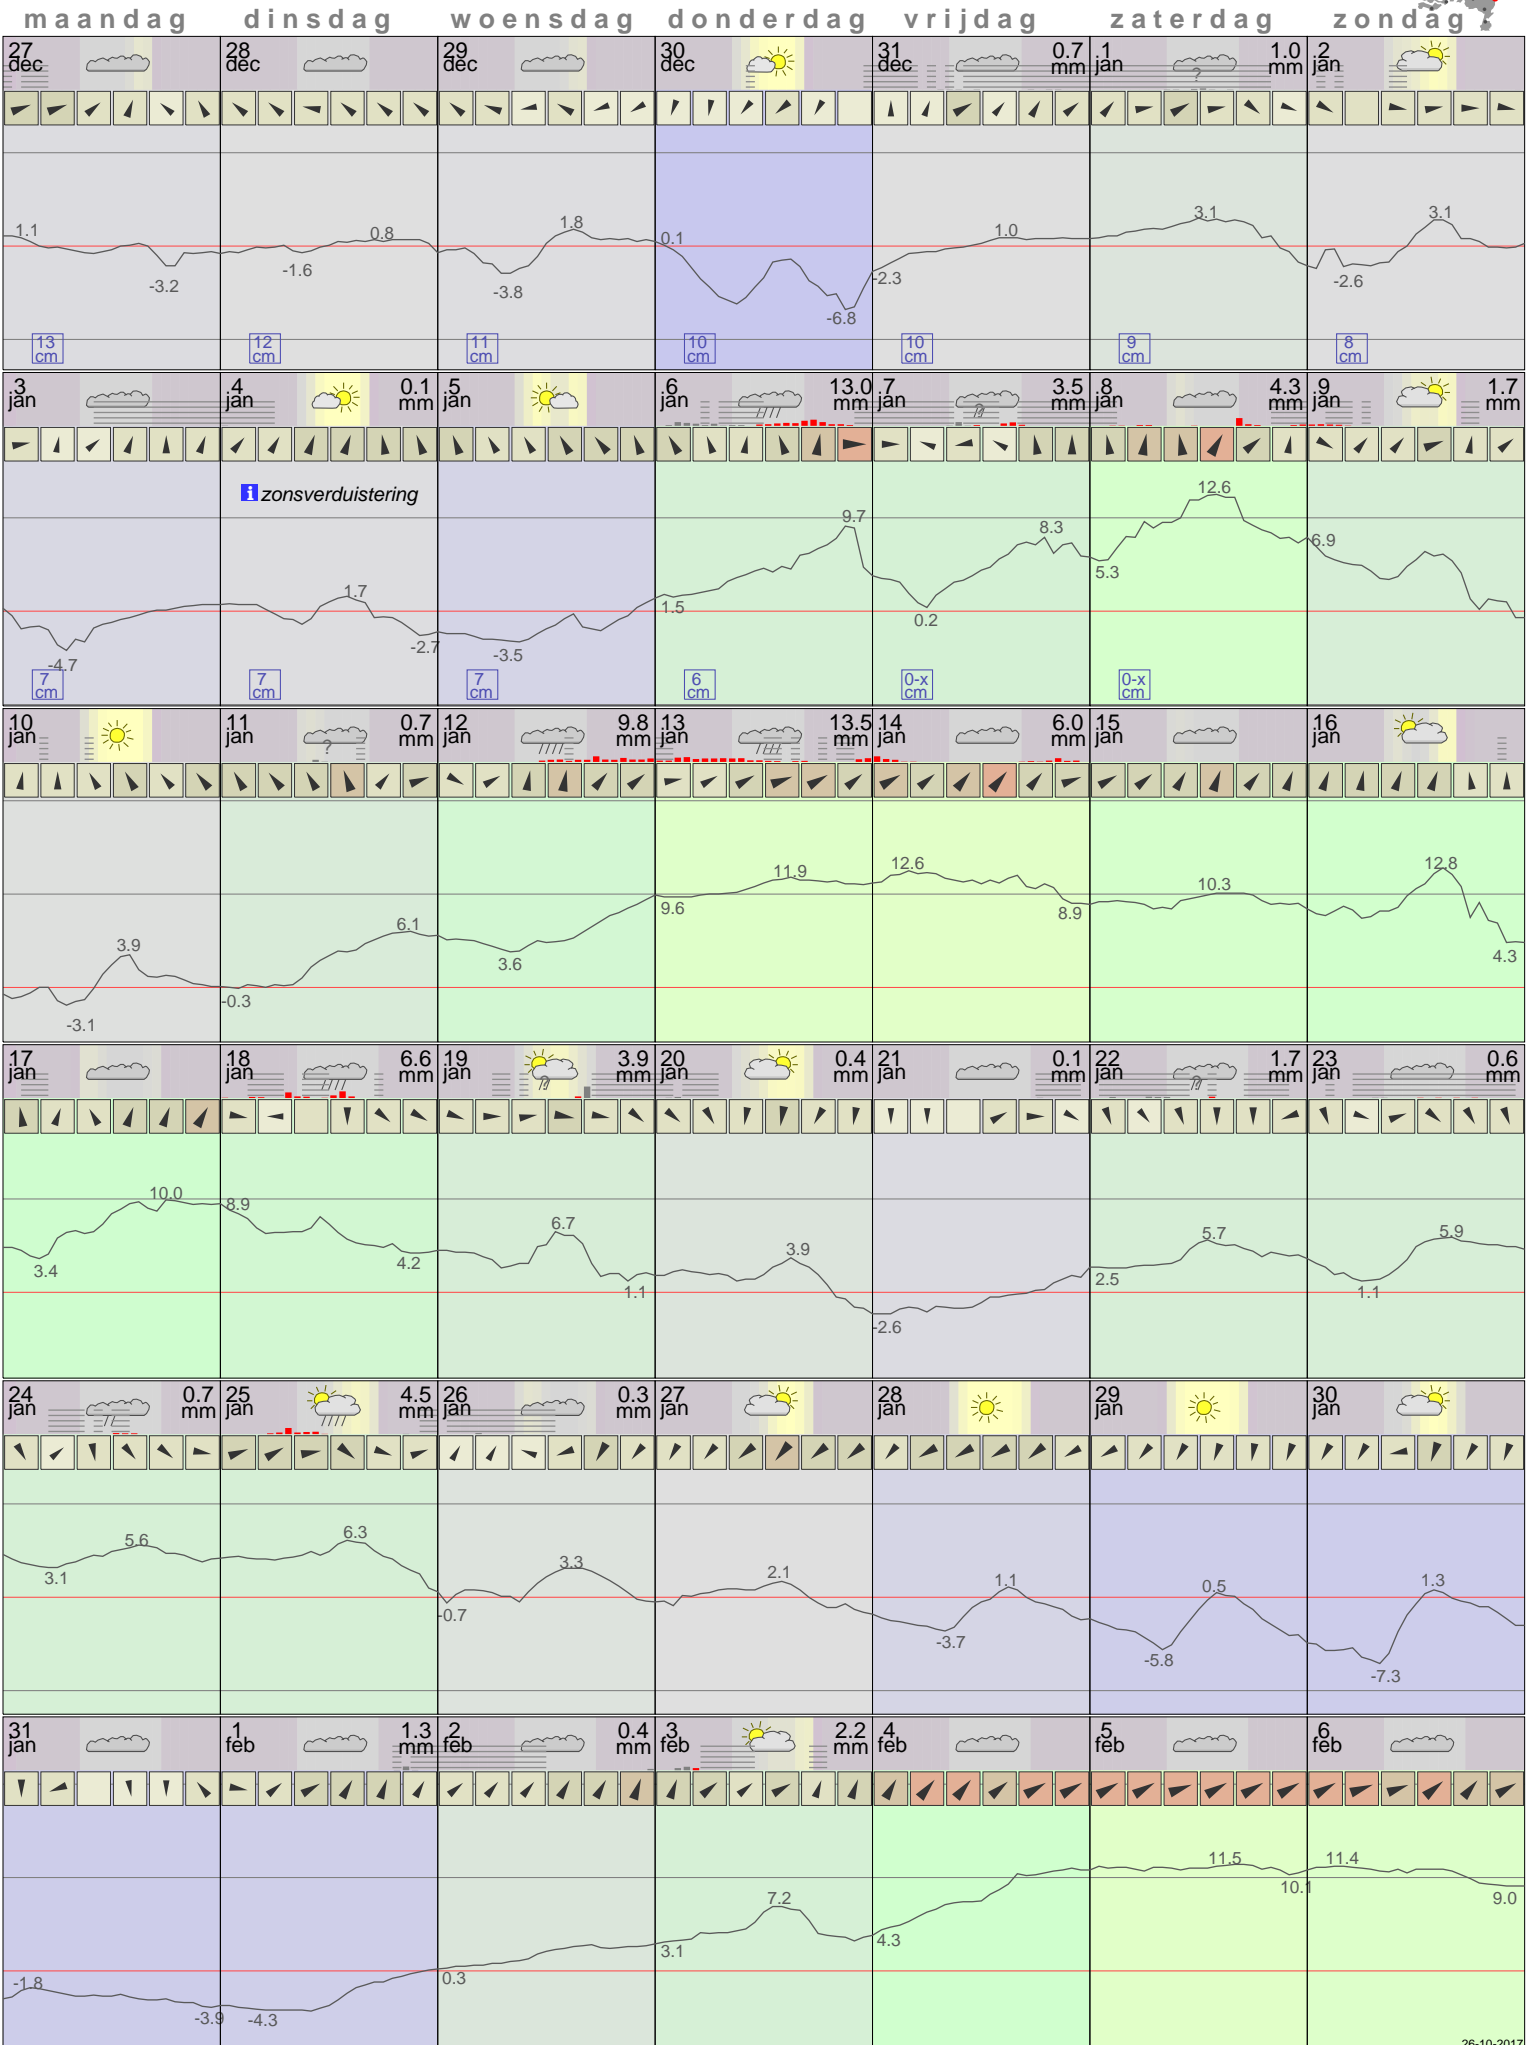 maandag dinsdag woensdag donderdag vrijdag zaterdag zondag
27 28 29 30 31 0.7 1 1.0 2
dec dec dec dec dec mm jan ? mm jan
1.1 0.8 1.8 0.1 1.0 3.1 3.1
-3.2 -1.6 -3.8 -6.8 -2.3 -2.6
13 12 11 10 10 9 8
cm cm cm cm cm cm cm
3 4 0.1 5 6 13.0 7 3.5 8 4.3 9 1.7
jan jan mm jan jan mm jan ? mm jan mm jan mm
i zonsverduistering
-4.7 1.7 -2.7 -3.5 1.5 9.7 0.2 8.3 5.3 12.6 6.9
7 7 7 6 0-x 0-x
cm cm cm cm cm cm
10 11 0.7 12 9.8 13 13.5 14 6.0 15 16
jan jan ? mm jan mm jan mm jan mm jan jan
-3.1 3.9 -0.3 6.1 3.6 9.6 11.9 12.6 8.9 10.3 12.8 4.3
17 18 6.6 19 3.9 20 0.4 21 0.1 22 1.7 23 0.6
jan jan mm jan ? mm jan mm jan mm jan ? mm jan mm
3.4 10.0 8.9 4.2 6.7 1.1 3.9 -2.6 2.5 5.7 1.1 5.9
24 0.7 25 4.5 26 0.3 27 28 29 30
jan mm jan mm jan mm jan jan jan jan
3.1 5.6 6.3 -0.7 3.3 2.1 -3.7 1.1 -5.8 0.5 -7.3 1.3
31 1 1.3 2 0.4 3 2.2 4 5 6
jan feb mm feb mm feb mm feb feb feb
-1.8 -3.9 -4.3 0.3 3.1 7.2 4.3 11.5 10.1 11.4 9.0
26-10-2017